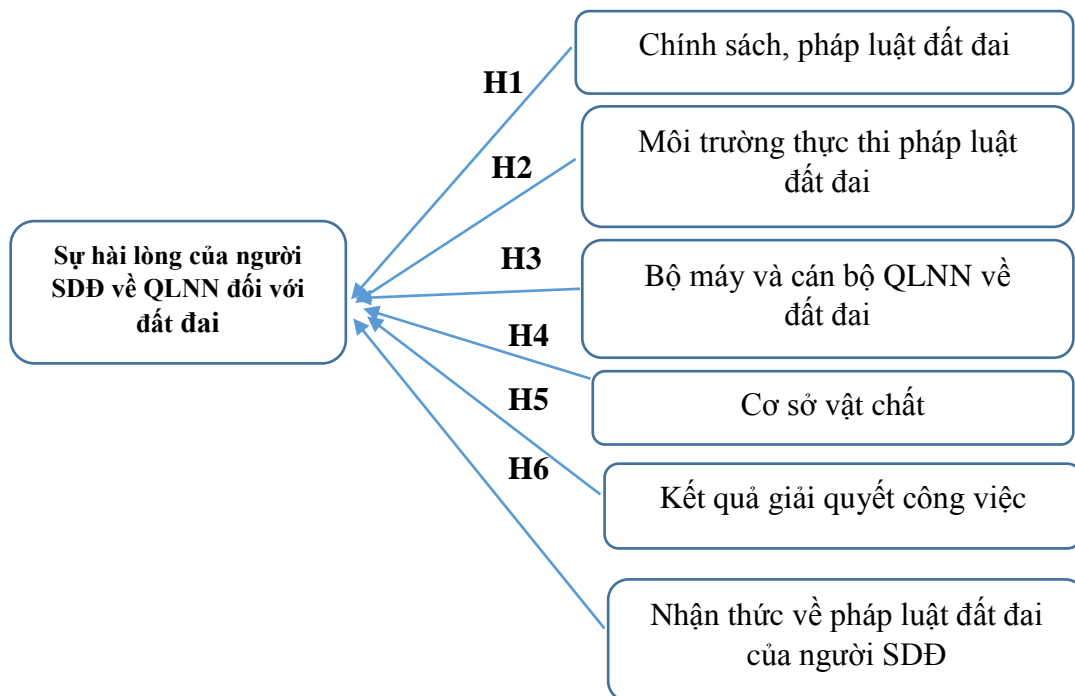 Chính sách, pháp luật đất đai
H1
Môi trường thực thi pháp luật
đất đai
H2
Sự hài lòng của người
SDĐ về QLNN đối với
đất đai
H3
Bộ máy và cán bộ QLNN về
đất đai
H4
Cơ sở vật chất
H5
H6
Kết quả giải quyết công việc
Nhận thức về pháp luật đất đai
của người SDĐ